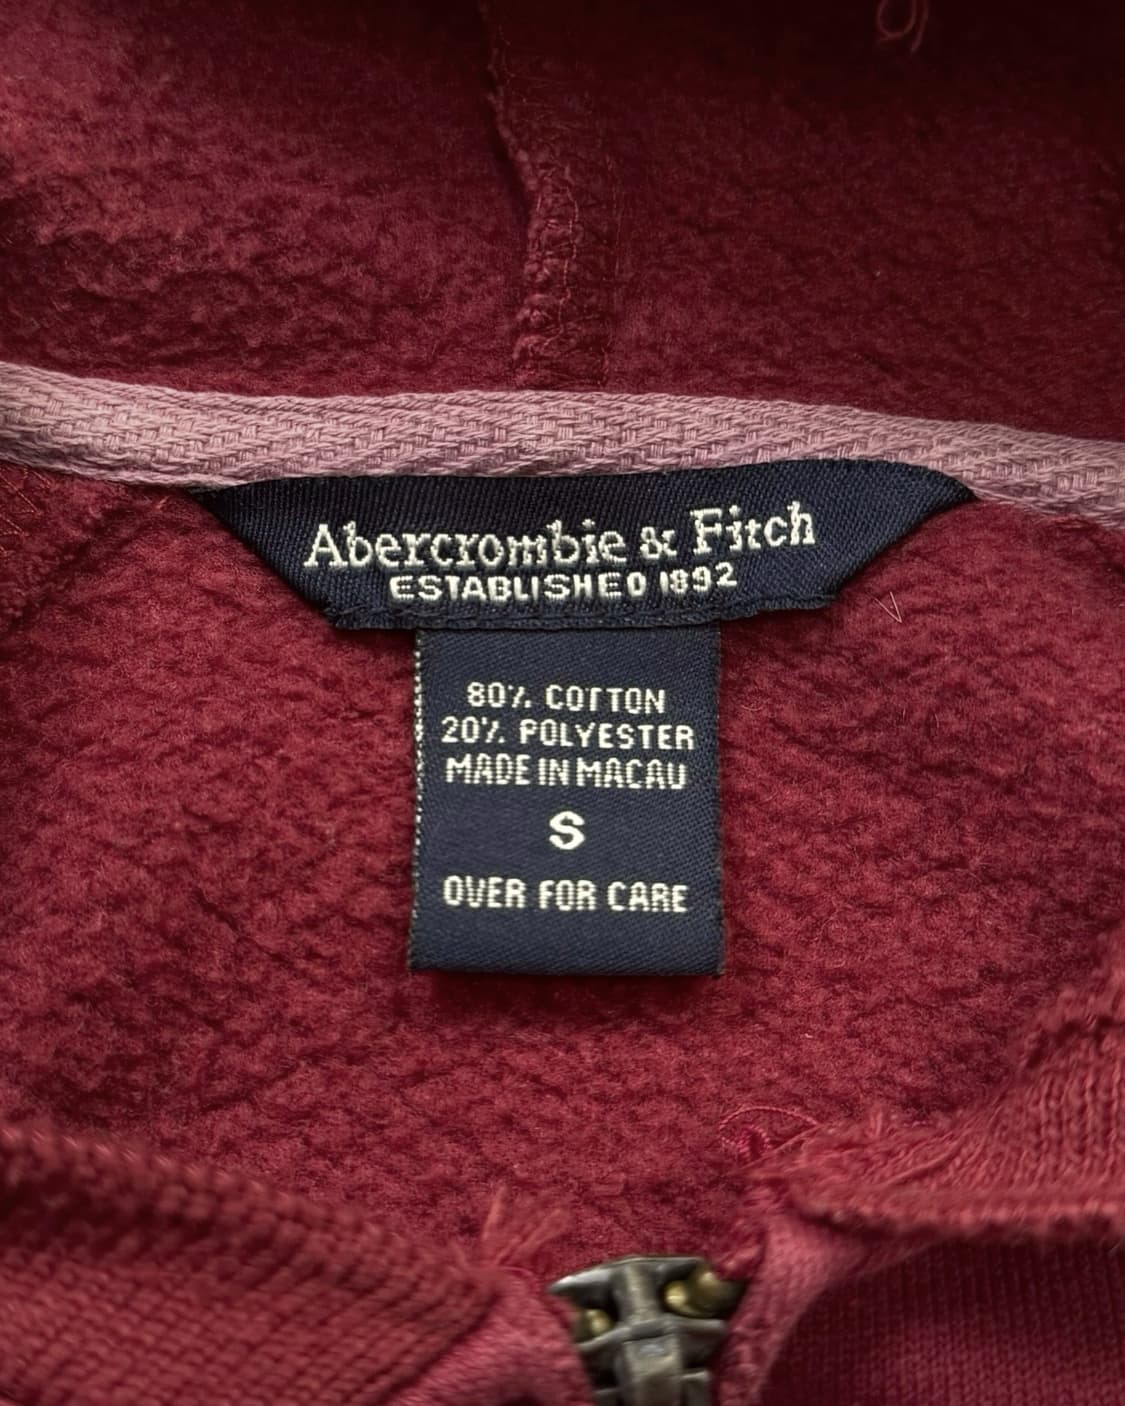 Abercrombie & Fitch
ESTABLISHED 1892
80% COTTON
20% POLYESTER
MADE IN MACAU
S
OVER FOR CARE